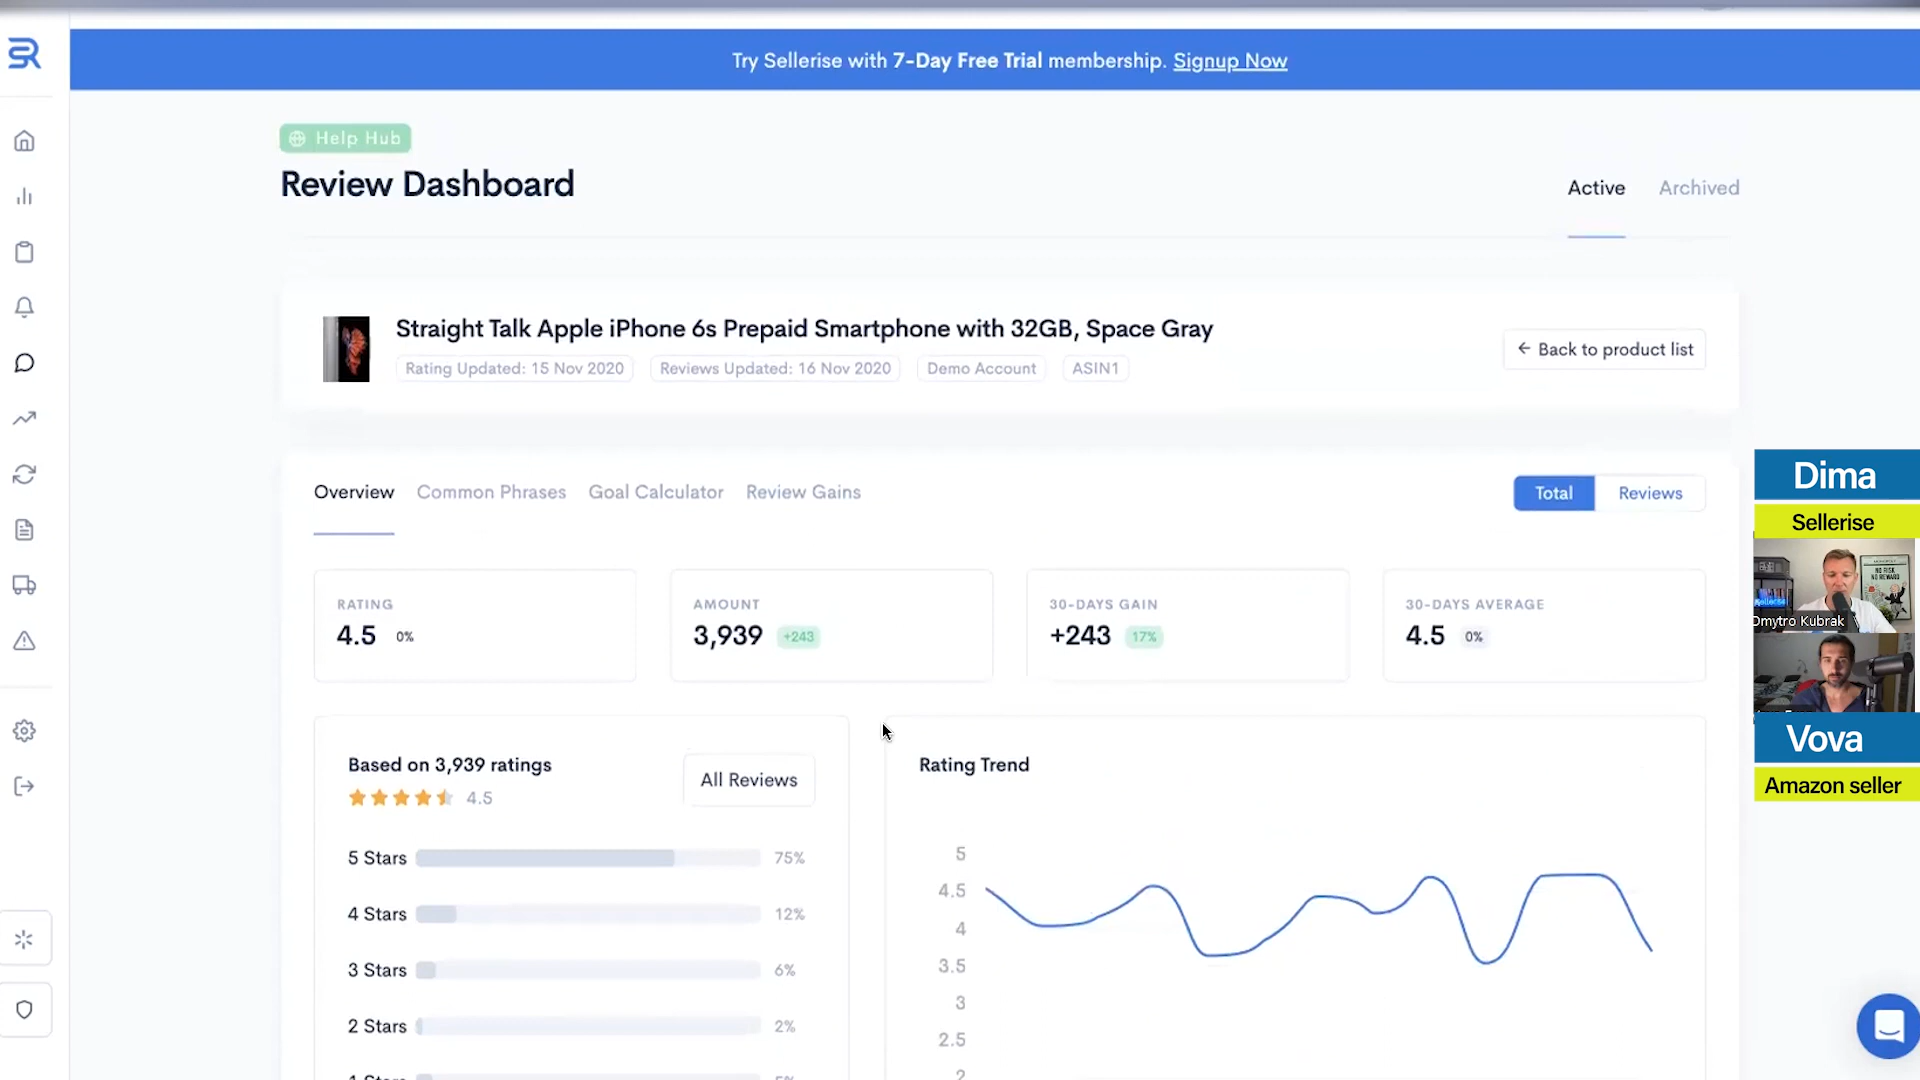 SR
Try Sellerise with 7-Day Free Trial membership. Signup Now
Help Hub
Review Dashboard
Active
Archived
Straight Talk Apple iPhone 6s Prepaid Smartphone with 32GB, Space Gray
Rating Updated: 15 Nov 2020
Reviews Updated: 16 Nov 2020
Demo Account
ASIN1
← Back to product list
Overview
Common Phrases
Goal Calculator
Review Gains
Total
Reviews
RATING
4.5 0%
AMOUNT
3,939 +243
30-DAYS GAIN
+243 17%
30-DAYS AVERAGE
4.5 0%
Based on 3,939 ratings
4.5
All Reviews
5 Stars 75%
4 Stars 12%
3 Stars 6%
2 Stars 2%
Rating Trend
5
4.5
4
3.5
3
2.5
2
Dima
Sellerise
NO RISK
NO REWARD
Dmytro Kubrak
Vova
Amazon seller